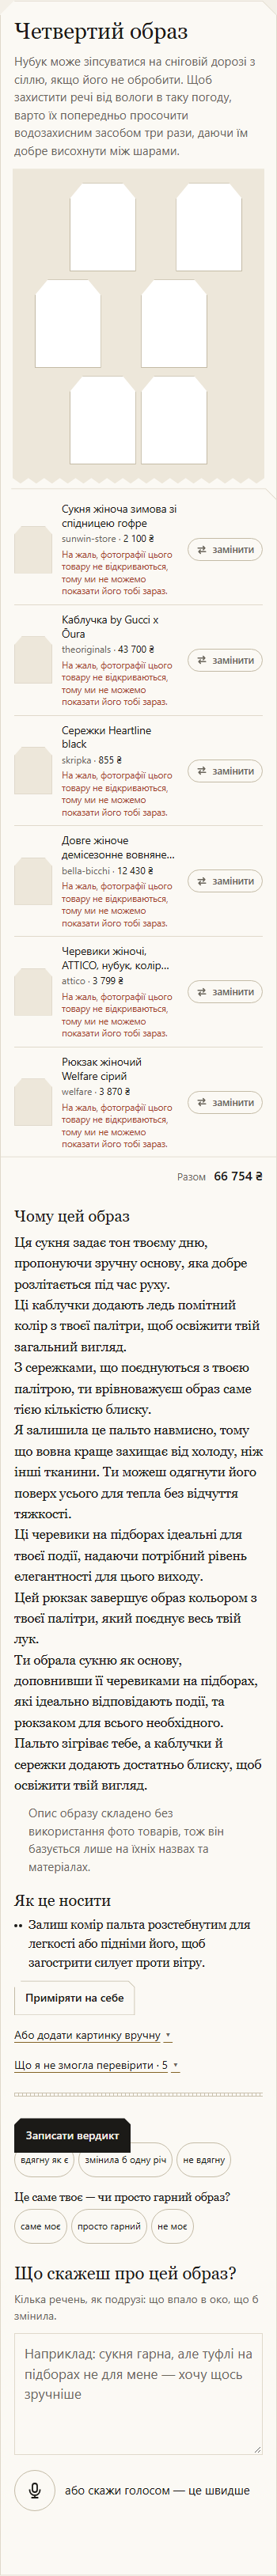 Четвертий образ
Нубук може зіпсуватися на сніговій дорозі з
сіллю, якщо його не обробити. Щоб
захистити речі від вологи в таку погоду,
варто їх попередньо просочити
водозахисним засобом три рази, даючи їм
добре висохнути між шарами.
Сукня жіноча зимова зі
спідницею гофре
sunwin-store · 2 100 ₴
На жаль, фотографії цього
товару не відкриваються,
тому ми не можемо
показати його тобі зараз.
замінити
Каблучка by Gucci x
Ōura
theoriginals · 43 700 ₴
На жаль, фотографії цього
товару не відкриваються,
тому ми не можемо
показати його тобі зараз.
замінити
Сережки Heartline
black
skripka · 855 ₴
На жаль, фотографії цього
товару не відкриваються,
тому ми не можемо
показати його тобі зараз.
замінити
Довге жіноче
демісезонне вовняне...
bella-bicchi · 12 430 ₴
На жаль, фотографії цього
товару не відкриваються,
тому ми не можемо
показати його тобі зараз.
замінити
Черевики жіночі,
ATTICO, нубук, колір...
attico · 3 799 ₴
На жаль, фотографії цього
товару не відкриваються,
тому ми не можемо
показати його тобі зараз.
замінити
Рюкзак жіночий
Welfare сірий
welfare · 3 870 ₴
На жаль, фотографії цього
товару не відкриваються,
тому ми не можемо
показати його тобі зараз.
замінити
Разом 66 754 ₴
Чому цей образ
Ця сукня задає тон твоєму дню,
пропонуючи зручну основу, яка добре
розлітається під час руху.
Ці каблучки додають ледь помітний
колір з твоєї палітри, щоб освіжити твій
загальний вигляд.
З сережками, що поєднуються з твоєю
палітрою, ти врівноважуєш образ саме
тією кількістю блиску.
Я залишила це пальто навмисно, тому
що вовна краще захищає від холоду, ніж
інші тканини. Ти можеш одягнути його
поверх усього для тепла без відчуття
тяжкості.
Ці черевики на підборах ідеальні для
твоєї події, надаючи потрібний рівень
елегантності для цього виходу.
Цей рюкзак завершує образ кольором з
твоєї палітри, який поєднує весь твій
лук.
Ти обрала сукню як основу,
доповнивши її черевиками на підборах,
які ідеально відповідають події, та
рюкзаком для всього необхідного.
Пальто зігріває тебе, а каблучки й
сережки додають достатньо блиску, щоб
освіжити твій вигляд.
Опис образу складено без
використання фото товарів, тож він
базується лише на їхніх назвах та
матеріалах.
Як це носити
Залиш комір пальта розстебнутим для
легкості або підніми його, щоб
загострити силует проти вітру.
Приміряти на себе
Або додати картинку вручну
Що я не змогла перевірити · 5
Записати вердикт
вдягну як є
змінила б одну річ
не вдягну
Це саме твоє — чи просто гарний образ?
саме моє
просто гарний
не моє
Що скажеш про цей образ?
Кілька речень, як подрузі: що впало в око, що б
змінила.
Наприклад: сукня гарна, але туфлі на
підборах не для мене — хочу щось
зручніше
або скажи голосом — це швидше